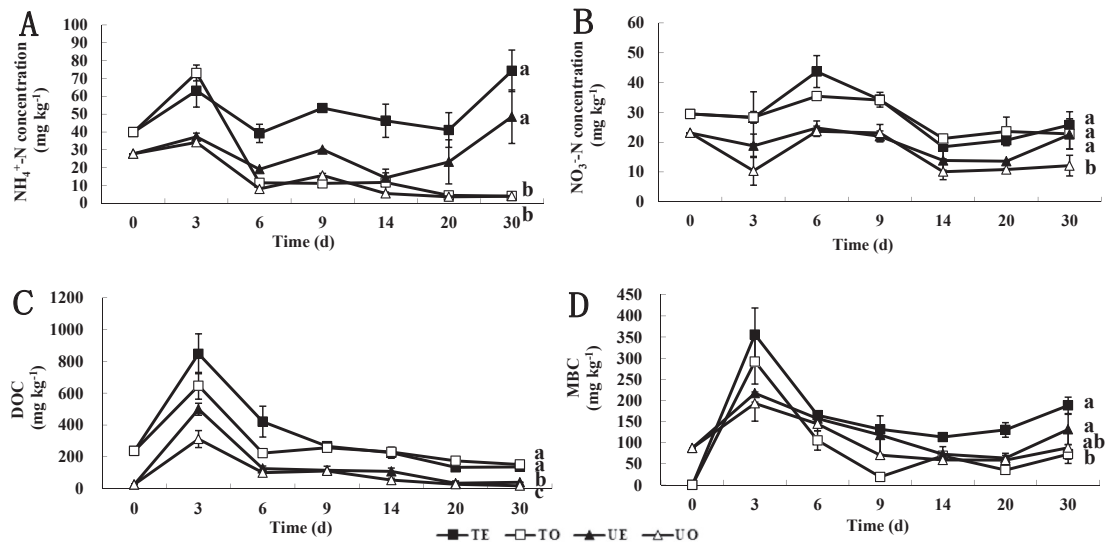 A
NH₄⁺-N concentration
(mg kg⁻¹)
100
90
80
70
60
50
40
30
20
10
0
0 3 6 9 14 20 30
Time (d)
a
a
b
b
B
NO₃⁻-N concentration
(mg kg⁻¹)
60
50
40
30
20
10
0
0 3 6 9 14 20 30
Time (d)
a
a
a
b
C
DOC
(mg kg⁻¹)
1200
1000
800
600
400
200
0
0 3 6 9 14 20 30
Time (d)
a
a
b
c
D
MBC
(mg kg⁻¹)
450
400
350
300
250
200
150
100
50
0
0 3 6 9 14 20 30
Time (d)
a
a
ab
b
TE TO UE UO